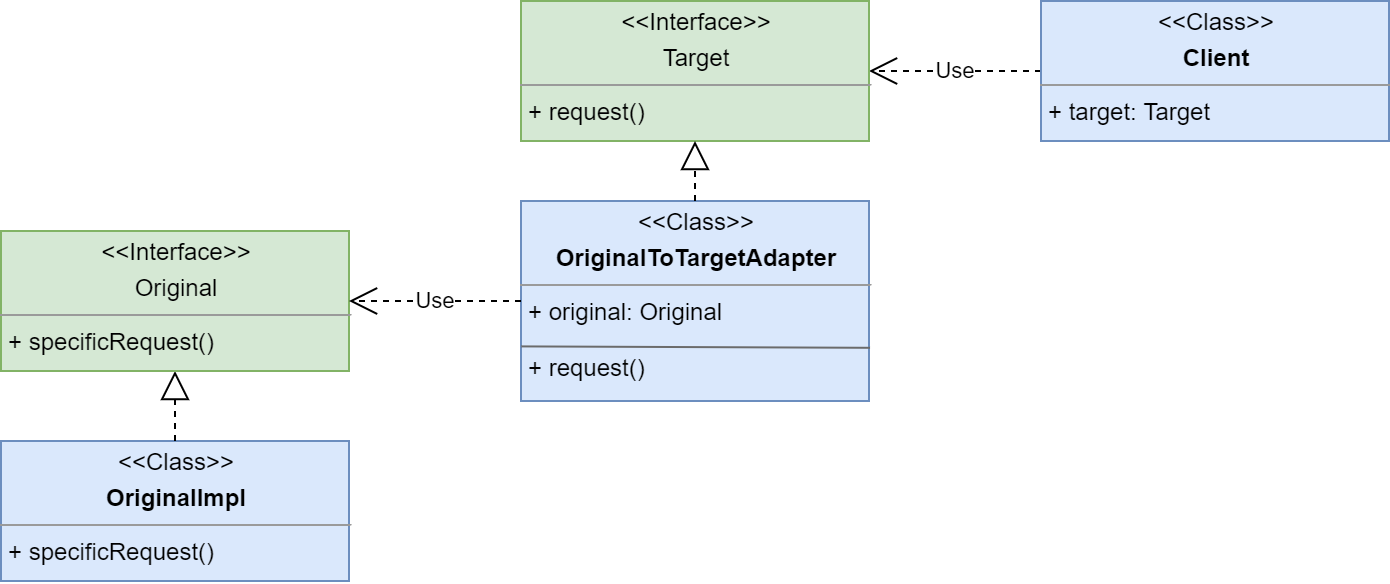 <<Interface>>
Target
+ request()
Use
<<Class>>
Client
+ target: Target
<<Class>>
OriginalToTargetAdapter
+ original: Original
+ request()
Use
<<Interface>>
Original
+ specificRequest()
<<Class>>
OriginalImpl
+ specificRequest()